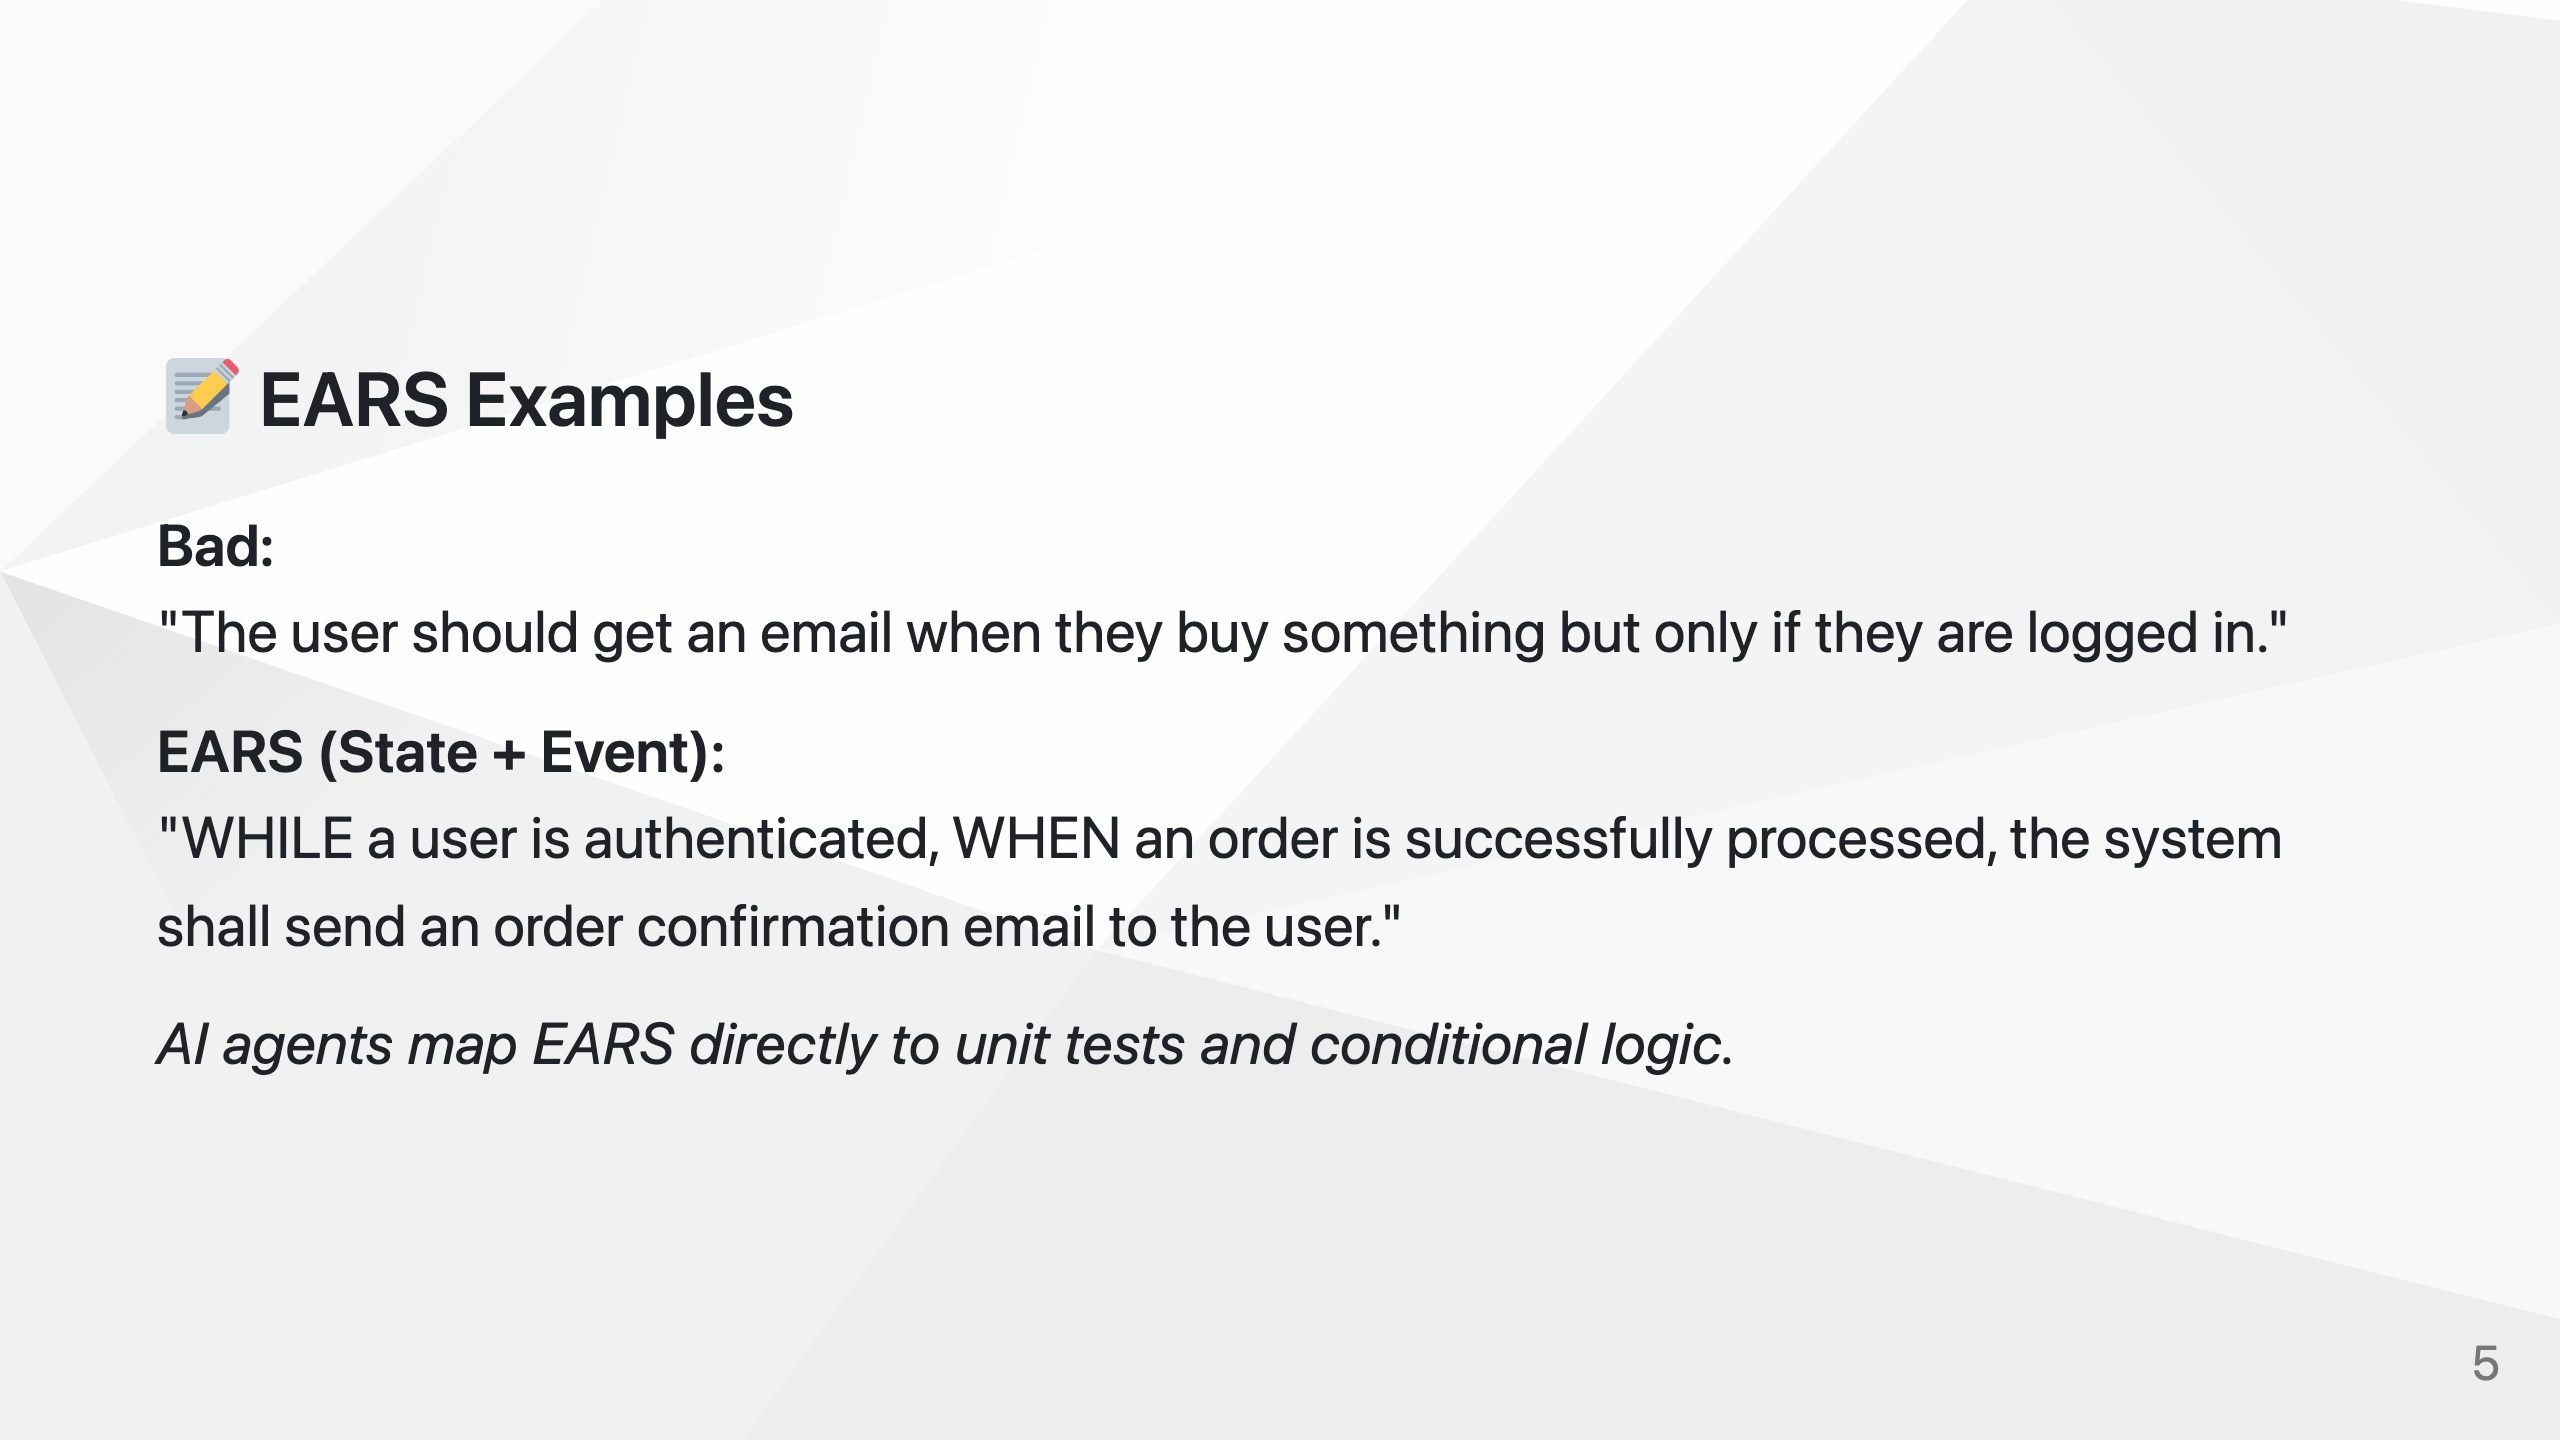 📝 EARS Examples
Bad:
"The user should get an email when they buy something but only if they are logged in."
EARS (State + Event):
"WHILE a user is authenticated, WHEN an order is successfully processed, the system
shall send an order confirmation email to the user."
AI agents map EARS directly to unit tests and conditional logic.
5